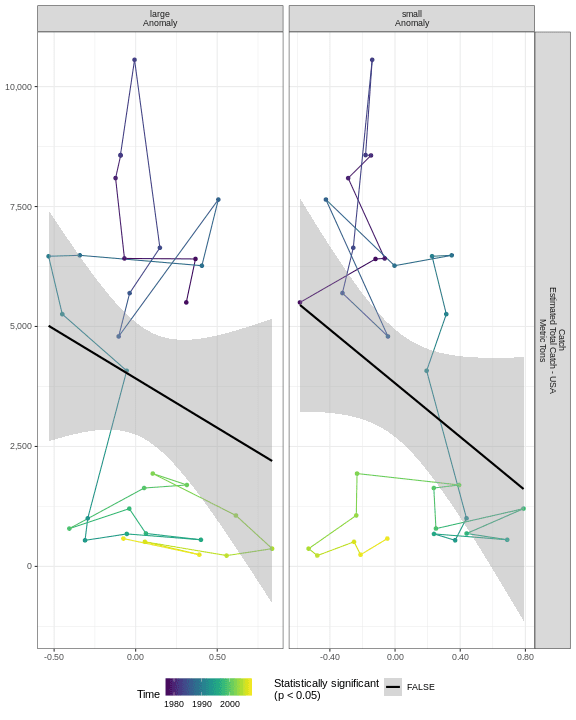 large
Anomaly
small
Anomaly
10,000
7,500
5,000
2,500
0
Catch
Estimated Total Catch - USA
Metric Tons
-0.50
0.00
0.50
-0.40
0.00
0.40
0.80
Time
1980
1990
2000
Statistically significant
(p < 0.05)
FALSE